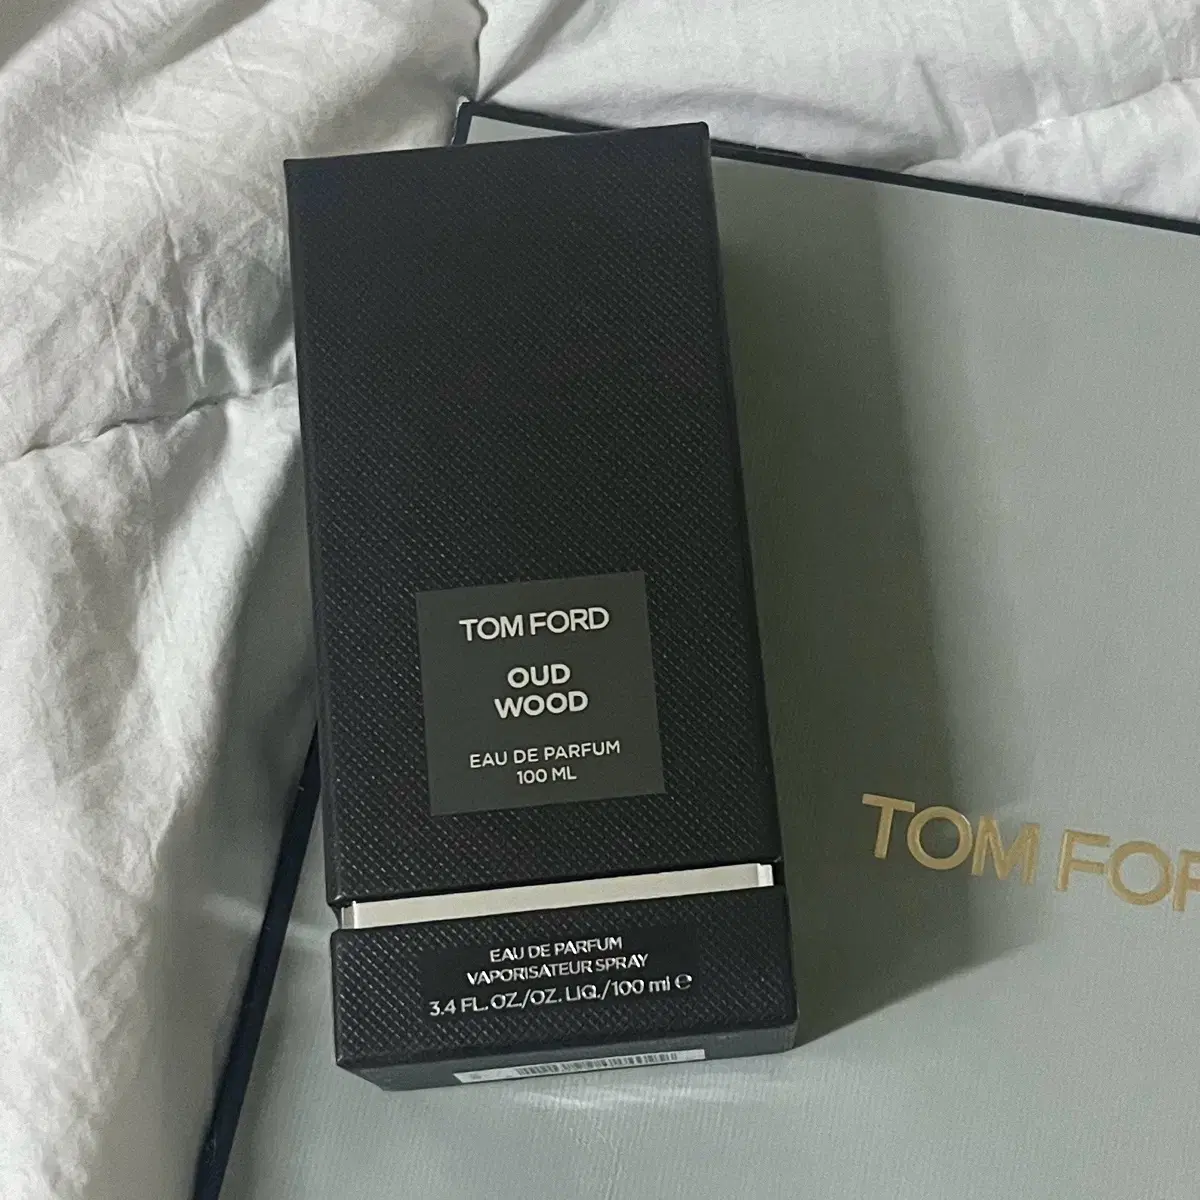 TOM FORD
OUD
WOOD
EAU DE PARFUM
100 ML
EAU DE PARFUM
VAPORISATEUR SPRAY
3.4 FL.OZ./OZ. LIQ./100 ml ℮
TOM FOR